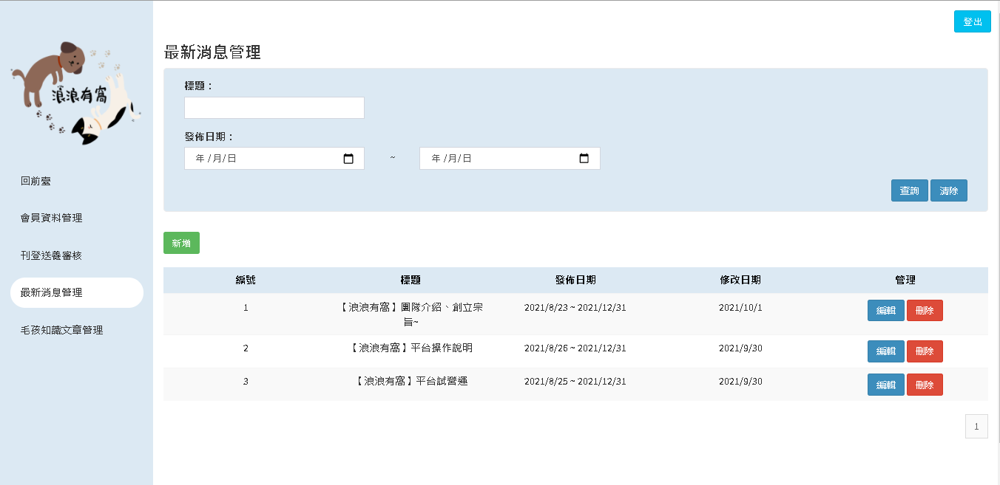 登出
浪浪有窩
最新消息管理
標題：
發佈日期：
年/月/日 ~ 年/月/日
查詢 清除
回前臺
會員資料管理
刊登送養審核
最新消息管理
毛孩知識文章管理
新增
編號 標題 發佈日期 修改日期 管理
1 【浪浪有窩】團隊介紹、創立宗 2021/8/23 ~ 2021/12/31 2021/10/1 編輯 刪除
旨~
2 【浪浪有窩】平台操作說明 2021/8/26 ~ 2021/12/31 2021/9/30 編輯 刪除
3 【浪浪有窩】平台試營運 2021/8/25 ~ 2021/12/31 2021/9/30 編輯 刪除
1